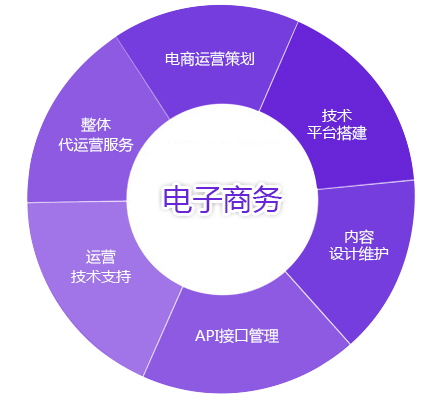 电商运营策划
技术
平台搭建
内容
设计维护
API接口管理
运营
技术支持
整体
代运营服务
电子商务